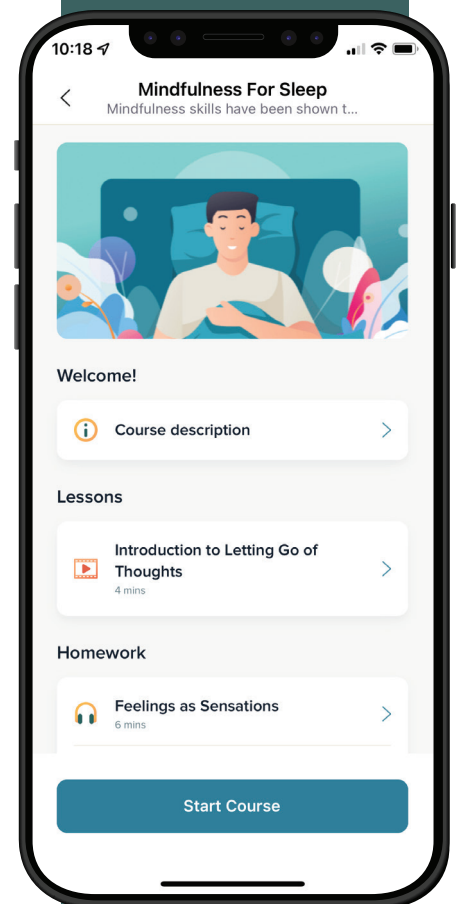 10:18
Mindfulness For Sleep
Mindfulness skills have been shown t...
Welcome!
Course description
Lessons
Introduction to Letting Go of
Thoughts
4 mins
Homework
Feelings as Sensations
6 mins
Start Course